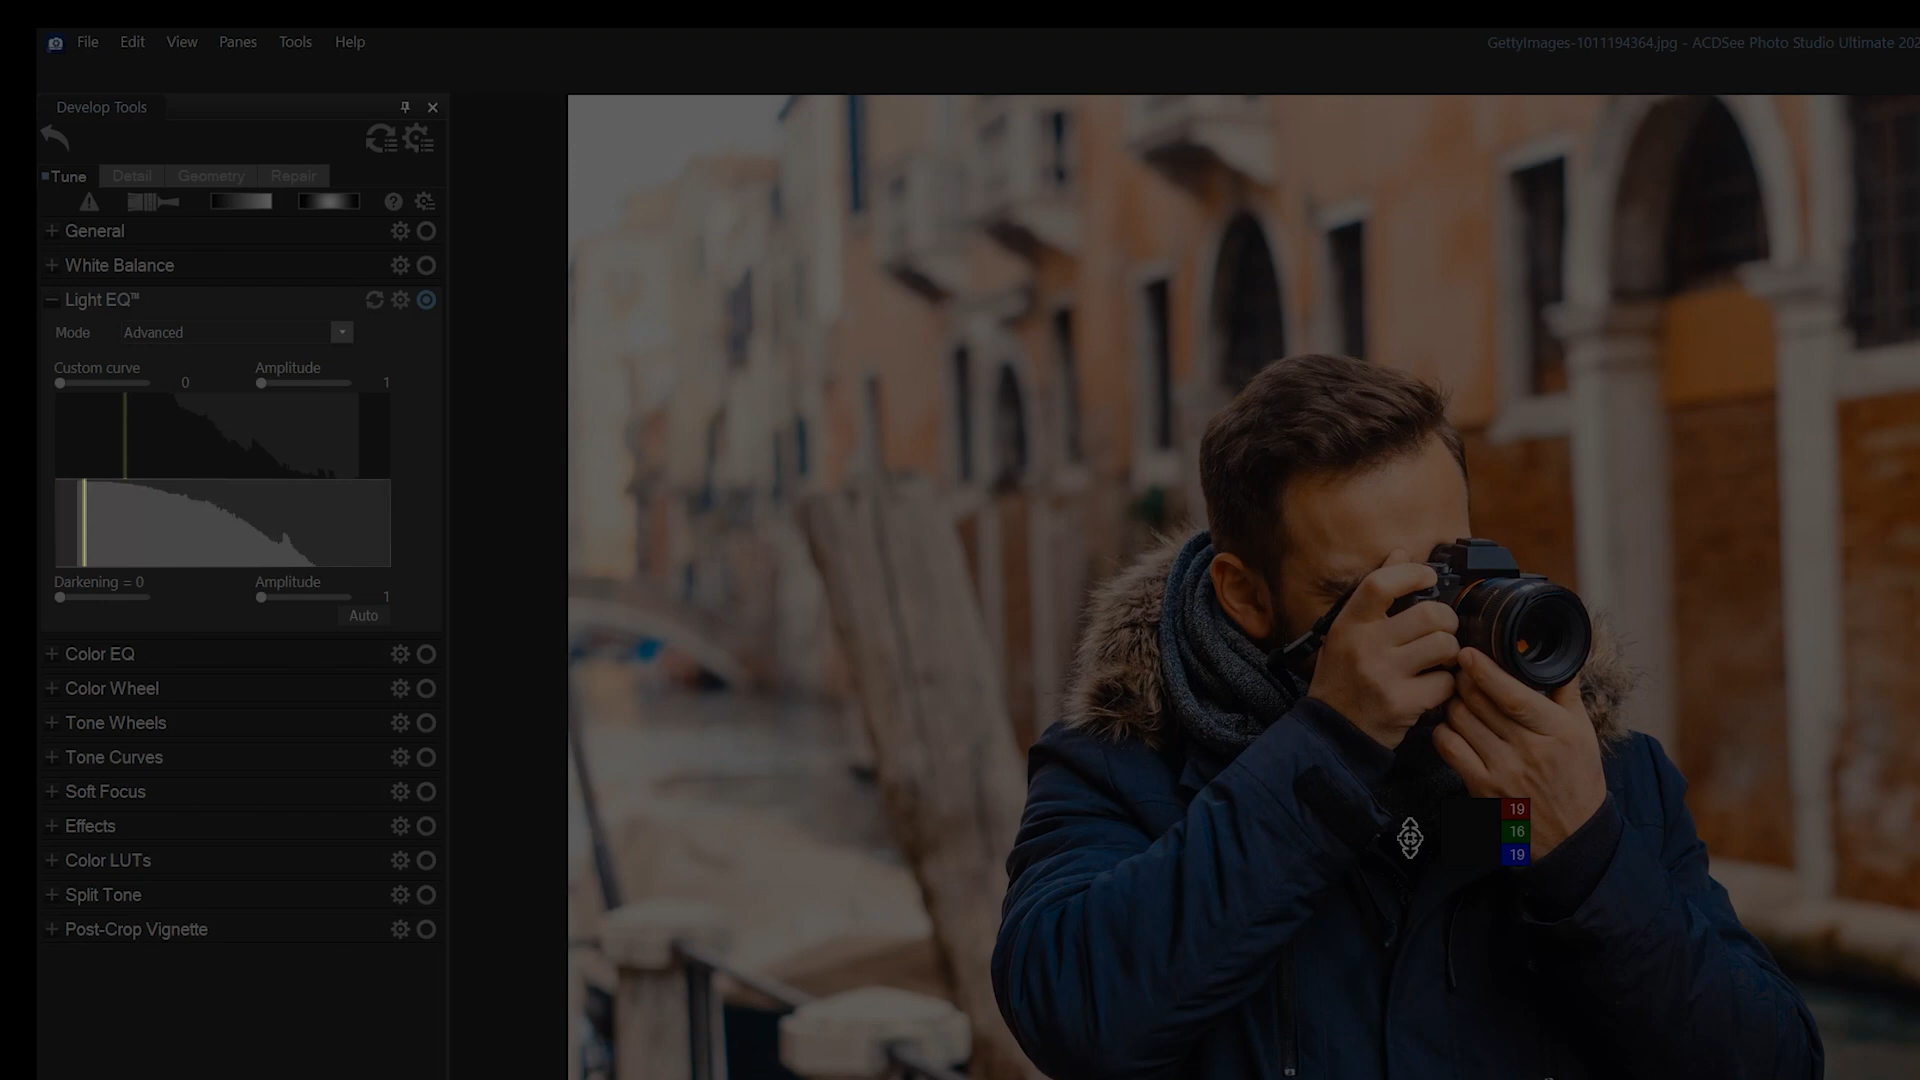 File Edit View Panes Tools Help
GettyImages-1011194364.jpg - ACDSee Photo Studio Ultimate 202
Develop Tools
Tune Detail Geometry Repair
General
White Balance
Light EQ™
Mode Advanced
Custom curve Amplitude
0 1
Darkening = 0 Amplitude
1
Auto
Color EQ
Color Wheel
Tone Wheels
Tone Curves
Soft Focus
Effects
Color LUTs
Split Tone
Post-Crop Vignette
19
16
19